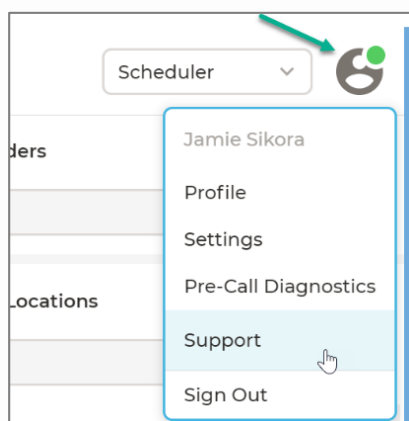 Scheduler
ders
Jamie Sikora
Profile
Settings
Pre-Call Diagnostics
Locations
Support
Sign Out